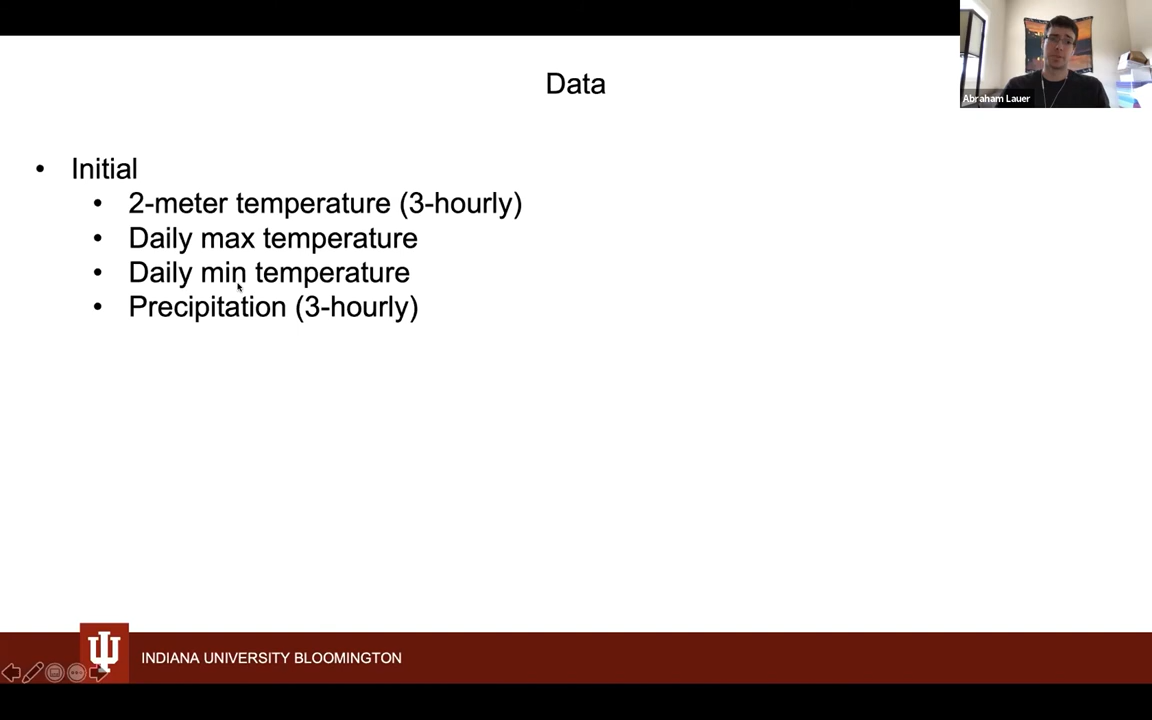 Data
Abraham Lauer
• Initial
• 2-meter temperature (3-hourly)
• Daily max temperature
• Daily min temperature
• Precipitation (3-hourly)
INDIANA UNIVERSITY BLOOMINGTON